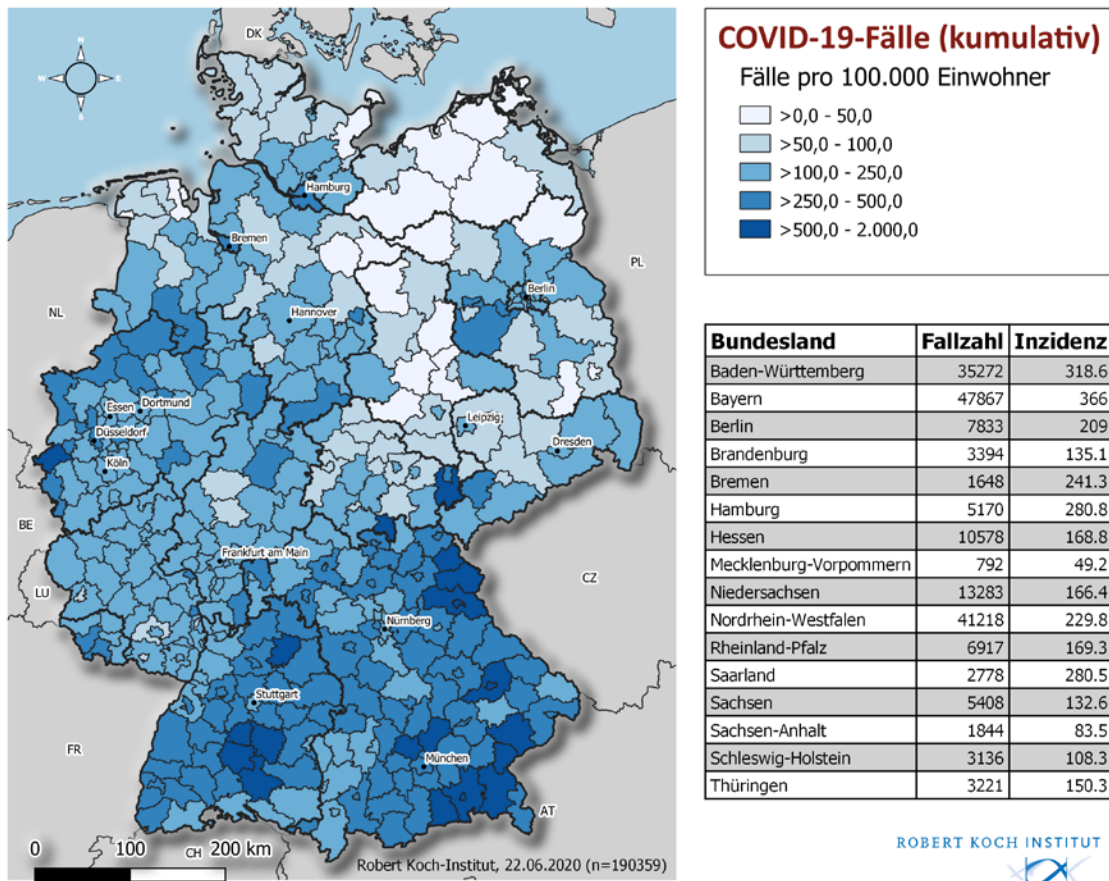 DK
N
W E
S
Hamburg
Bremen
PL
Berlin
NL
Hannover
Essen
Dortmund
Düsseldorf
Leipzig
Dresden
Köln
BE
Frankfurt am Main
LU
CZ
Nürnberg
Stuttgart
FR
München
AT
0 100 200 km
CH
Robert Koch-Institut, 22.06.2020 (n=190359)
COVID-19-Fälle (kumulativ)
Fälle pro 100.000 Einwohner
>0,0 - 50,0
>50,0 - 100,0
>100,0 - 250,0
>250,0 - 500,0
>500,0 - 2.000,0
Bundesland Fallzahl Inzidenz
Baden-Württemberg 35272 318.6
Bayern 47867 366
Berlin 7833 209
Brandenburg 3394 135.1
Bremen 1648 241.3
Hamburg 5170 280.8
Hessen 10578 168.8
Mecklenburg-Vorpommern 792 49.2
Niedersachsen 13283 166.4
Nordrhein-Westfalen 41218 229.8
Rheinland-Pfalz 6917 169.3
Saarland 2778 280.5
Sachsen 5408 132.6
Sachsen-Anhalt 1844 83.5
Schleswig-Holstein 3136 108.3
Thüringen 3221 150.3
ROBERT KOCH INSTITUT